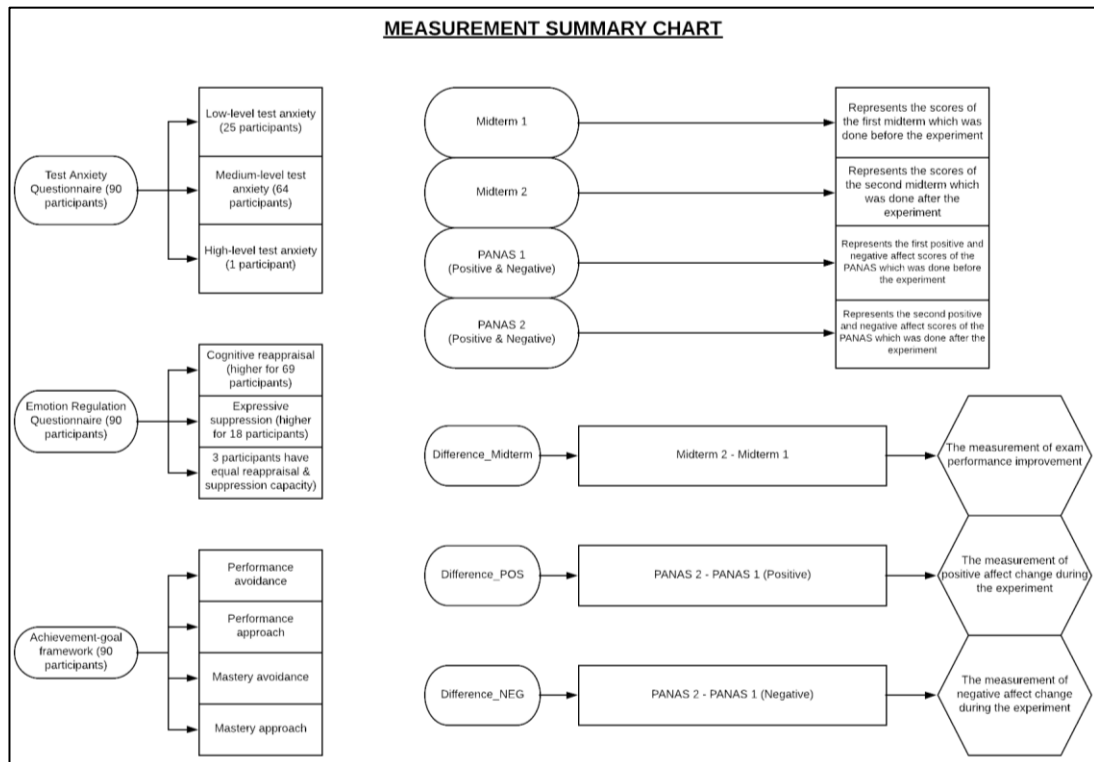 MEASUREMENT SUMMARY CHART
Test Anxiety
Questionnaire (90
participants)
Low-level test anxiety
(25 participants)
Medium-level test
anxiety (64
participants)
High-level test anxiety
(1 participant)
Emotion Regulation
Questionnaire (90
participants)
Cognitive reappraisal
(higher for 69
participants)
Expressive
suppression (higher
for 18 participants)
3 participants have
equal reappraisal &
suppression capacity)
Achievement-goal
framework (90
participants)
Performance
avoidance
Performance
approach
Mastery avoidance
Mastery approach
Midterm 1
Represents the scores of
the first midterm which was
done before the experiment
Midterm 2
Represents the scores of
the second midterm which
was done after the
experiment
PANAS 1
(Positive & Negative)
Represents the first positive and
negative affect scores of the
PANAS which was done before
the experiment
PANAS 2
(Positive & Negative)
Represents the second positive
and negative affect scores of the
PANAS which was done after the
experiment
Difference_Midterm
Midterm 2 - Midterm 1
The measurement of exam
performance improvement
Difference_POS
PANAS 2 - PANAS 1 (Positive)
The measurement of
positive affect change during
the experiment
Difference_NEG
PANAS 2 - PANAS 1 (Negative)
The measurement of
negative affect change
during the experiment